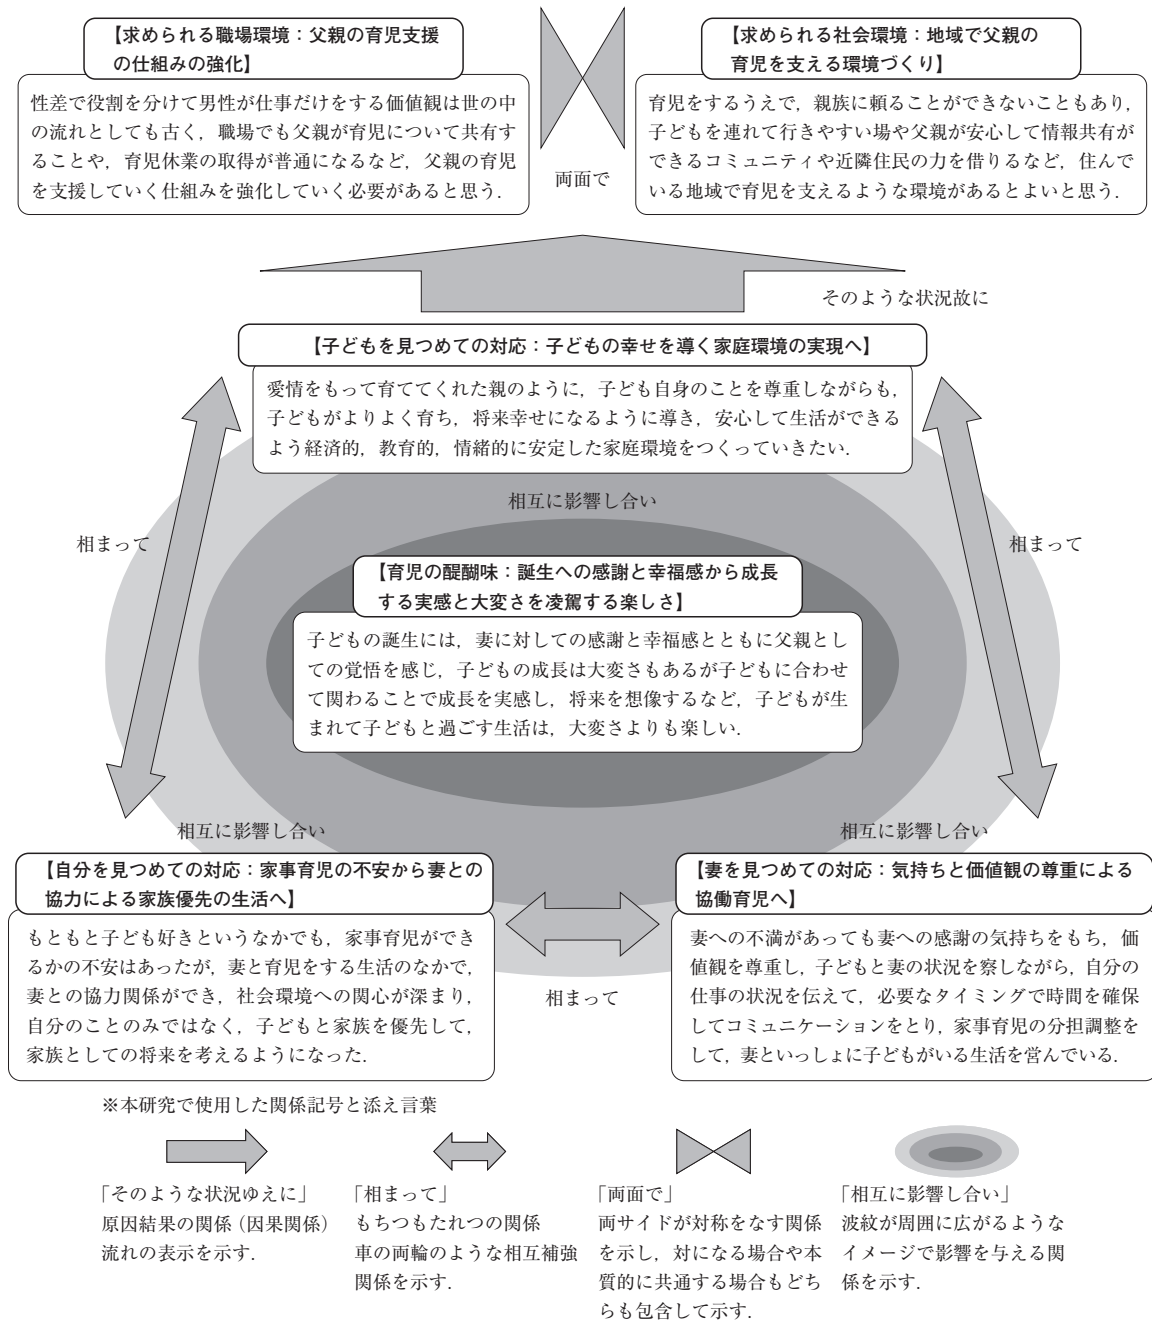 【求められる職場環境：父親の育児支援
の仕組みの強化】
性差で役割を分けて男性が仕事だけをする価値観は世の中
の流れとしても古く，職場でも父親が育児について共有す
ることや，育児休業の取得が普通になるなど，父親の育児
を支援していく仕組みを強化していく必要があると思う．
両面で
【求められる社会環境：地域で父親の
育児を支える環境づくり】
育児をするうえで，親族に頼ることができないこともあり，
子どもを連れて行きやすい場や父親が安心して情報共有が
できるコミュニティや近隣住民の力を借りるなど，住んで
いる地域で育児を支えるような環境があるとよいと思う．
そのような状況故に
【子どもを見つめての対応：子どもの幸せを導く家庭環境の実現へ】
愛情をもって育ててくれた親のように，子ども自身のことを尊重しながらも，
子どもがよりよく育ち，将来幸せになるように導き，安心して生活ができる
よう経済的，教育的，情緒的に安定した家庭環境をつくっていきたい．
相互に影響し合い
相まって
相まって
【育児の醍醐味：誕生への感謝と幸福感から成長
する実感と大変さを凌駕する楽しさ】
子どもの誕生には，妻に対しての感謝と幸福感とともに父親とし
ての覚悟を感じ，子どもの成長は大変さもあるが子どもに合わせ
て関わることで成長を実感し，将来を想像するなど，子どもが生
まれて子どもと過ごす生活は，大変さよりも楽しい．
相互に影響し合い
相互に影響し合い
【自分を見つめての対応：家事育児の不安から妻との
協力による家族優先の生活へ】
もともと子ども好きというなかでも，家事育児ができ
るかの不安はあったが，妻と育児をする生活のなかで，
妻との協力関係ができ，社会環境への関心が深まり，
自分のことのみではなく，子どもと家族を優先して，
家族としての将来を考えるようになった．
相まって
【妻を見つめての対応：気持ちと価値観の尊重による
協働育児へ】
妻への不満があっても妻への感謝の気持ちをもち，価
値観を尊重し，子どもと妻の状況を察しながら，自分の
仕事の状況を伝えて，必要なタイミングで時間を確保
してコミュニケーションをとり，家事育児の分担調整を
して，妻といっしょに子どもがいる生活を営んでいる．
※本研究で使用した関係記号と添え言葉
「そのような状況ゆえに」
原因結果の関係（因果関係）
流れの表示を示す．
「相まって」
もちつもたれつの関係
車の両輪のような相互補強
関係を示す．
「両面で」
両サイドが対称をなす関係
を示し，対になる場合や本
質的に共通する場合もどち
らも包含して示す．
「相互に影響し合い」
波紋が周囲に広がるような
イメージで影響を与える関
係を示す．